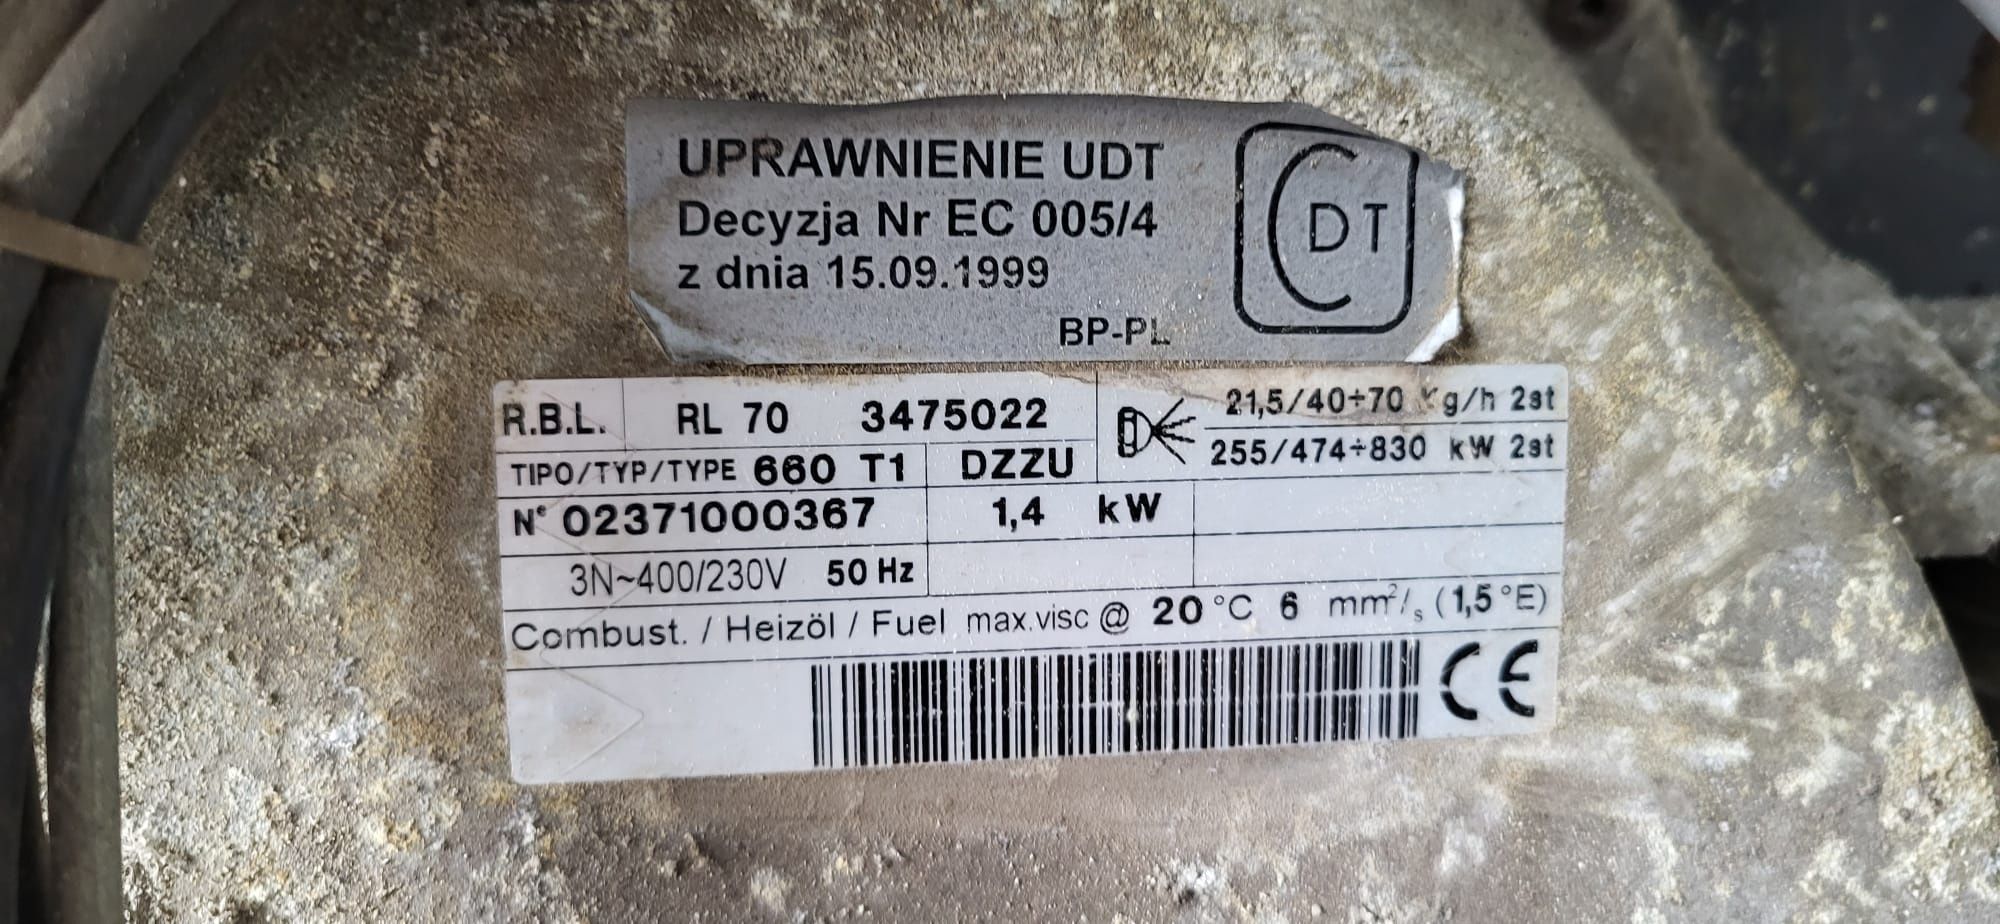 UPRAWNIENIE UDT
Decyzja Nr EC 005/4
z dnia 15.09.1999
BP-PL
CDT
R.B.L. RL 70 3475022
21,5/40÷70 Kg/h 2st
TIPO/TYP/TYPE 660 T1 DZZU
255/474÷830 kW 2st
N° 02371000367 1,4 kW
3N~400/230V 50 Hz
Combust. / Heizöl / Fuel max.visc @ 20 °C 6 mm²/s (1,5 °E)
CE